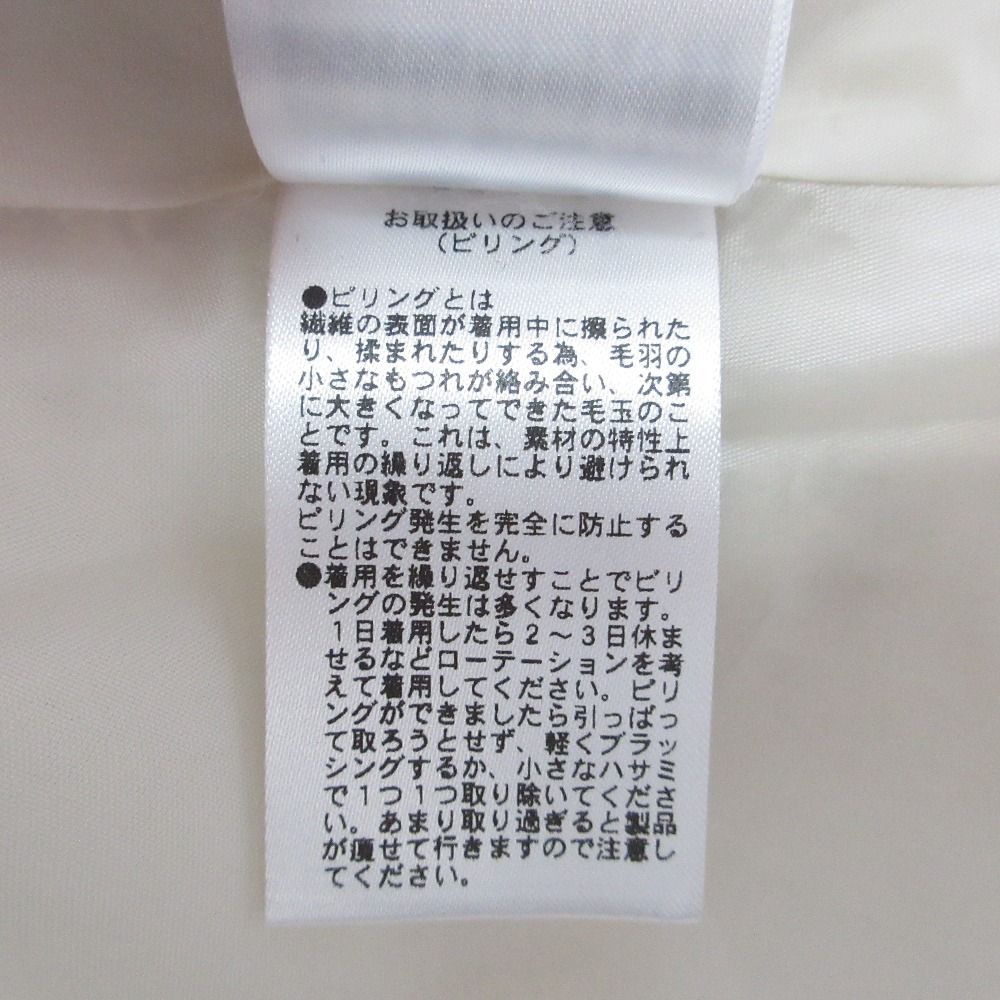 お取扱いのご注意
(ピリング)
●ピリングとは
繊維の表面が着用中に擦られた
り、揉まれたりする為、毛羽の
小さなもつれが絡み合い、次第
に大きくなってできた毛玉のこ
とです。これは、素材の特性上
着用の繰り返しにより避けられ
ない現象です。
ピリング発生を完全に防止する
ことはできません。
●着用を繰り返せすことでピリ
ングの発生は多くなります。
1日着用したら2〜3日休ま
せるなどローテーションを考
えて着用してください。ピリ
ングができましたら引っぱっ
て取ろうとせず、軽くブラッ
シングするか、小さなハサミ
で1つ1つ取り除いてくださ
い。あまり取り過ぎると製品
が痩せて行きますので注意し
てください。